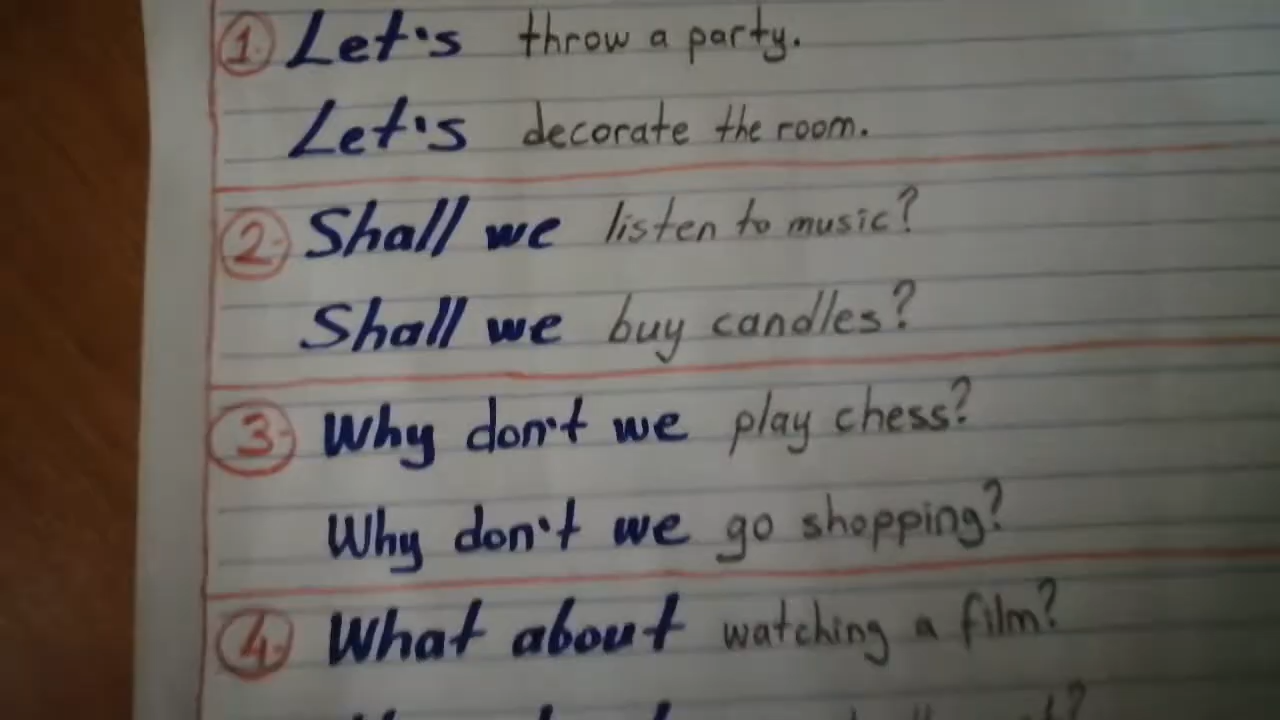 1. Let's throw a party.
Let's decorate the room.
2. Shall we listen to music?
Shall we buy candles?
3. Why don't we play chess?
Why don't we go shopping?
4. What about watching a film?